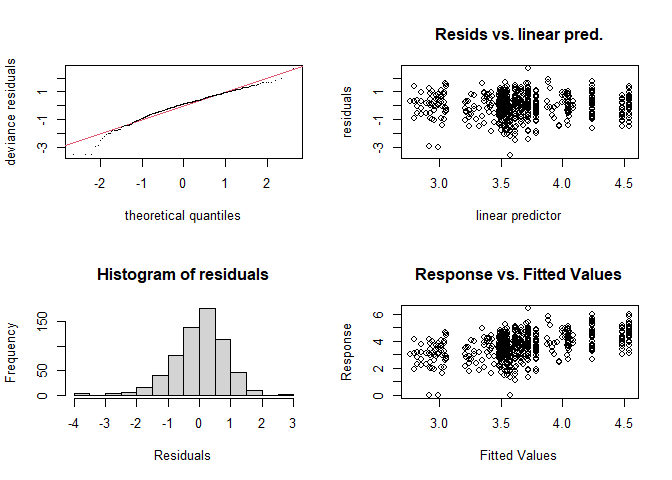 deviance residuals
1
-1
-3
-2 -1 0 1 2
theoretical quantiles
Resids vs. linear pred.
residuals
1
-1
-3
3.0 3.5 4.0 4.5
linear predictor
Histogram of residuals
Frequency
150
50
0
-4 -3 -2 -1 0 1 2 3
Residuals
Response vs. Fitted Values
Response
6
4
2
0
3.0 3.5 4.0 4.5
Fitted Values